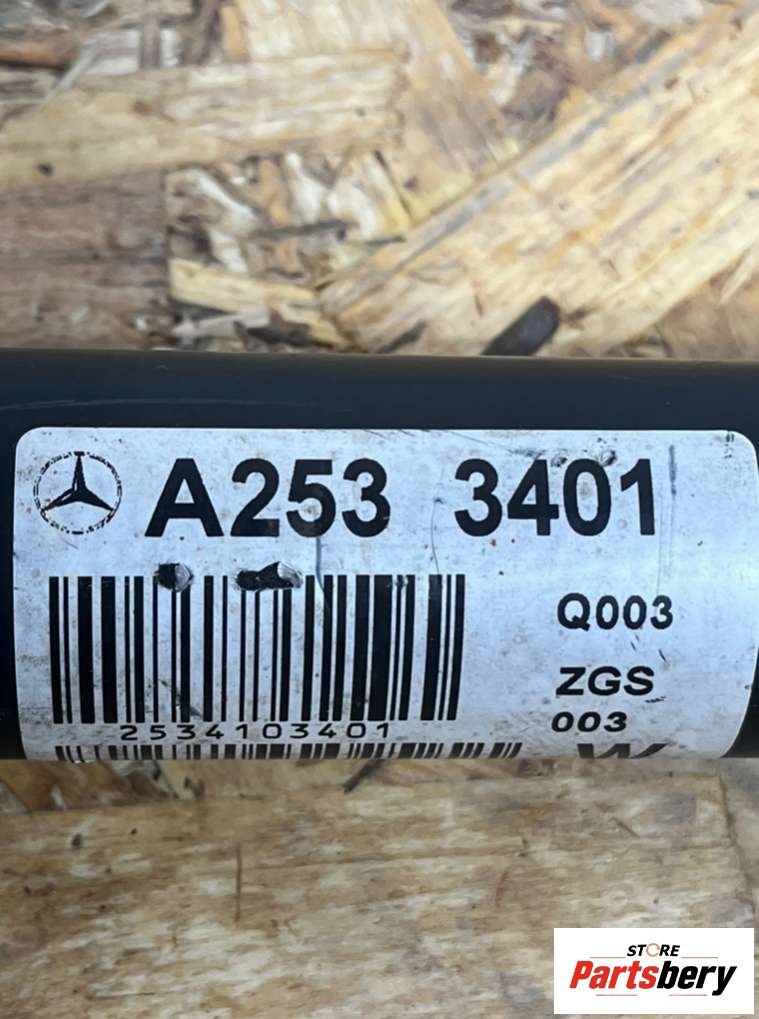 A253 3401
Q003
ZGS
003
2534103401
STORE
Partsbery